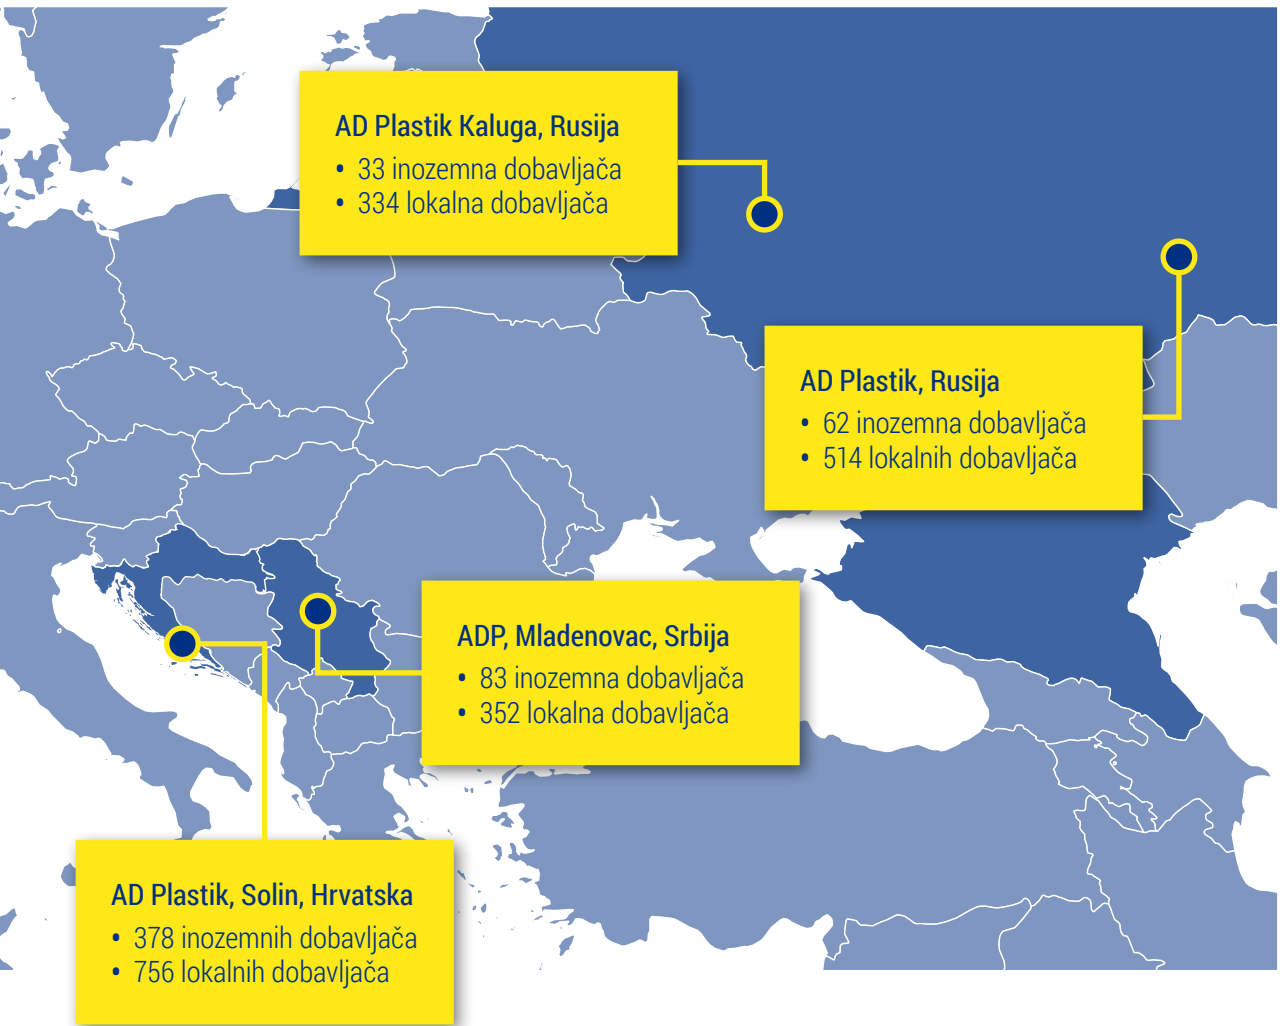 AD Plastik Kaluga, Rusija
• 33 inozemna dobavljača
• 334 lokalna dobavljača
AD Plastik, Rusija
• 62 inozemna dobavljača
• 514 lokalnih dobavljača
ADP, Mladenovac, Srbija
• 83 inozemna dobavljača
• 352 lokalna dobavljača
AD Plastik, Solin, Hrvatska
• 378 inozemnih dobavljača
• 756 lokalnih dobavljača